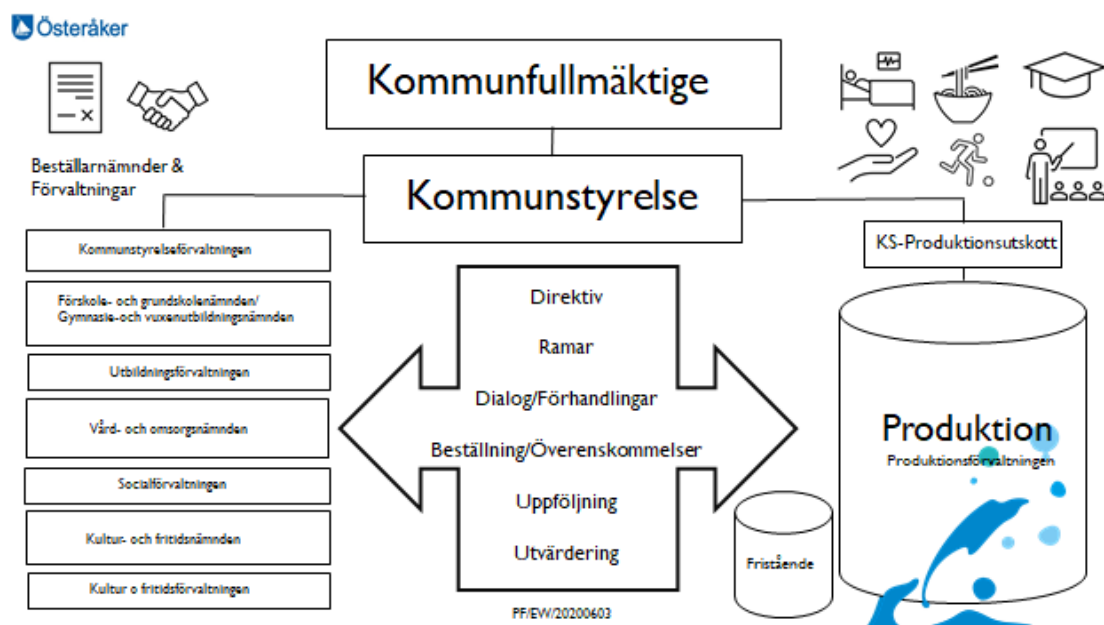 Österåker
Kommunfullmäktige
Beställarnämnder &
Förvaltningar
Kommunstyrelse
KS-Produktionsutskott
Kommunstyrelseförvaltningen
Förskole- och grundskolenämnden/
Gymnasie-och vuxenutbildningsnämnden
Utbildningsförvaltningen
Vård- och omsorgsnämnden
Socialförvaltningen
Kultur- och fritidsnämnden
Kultur o fritidsförvaltningen
Direktiv
Ramar
Dialog/Förhandlingar
Beställning/Överenskommelser
Uppföljning
Utvärdering
Produktion
Produktionsförvaltningen
Fristående
PF/EW/20200603